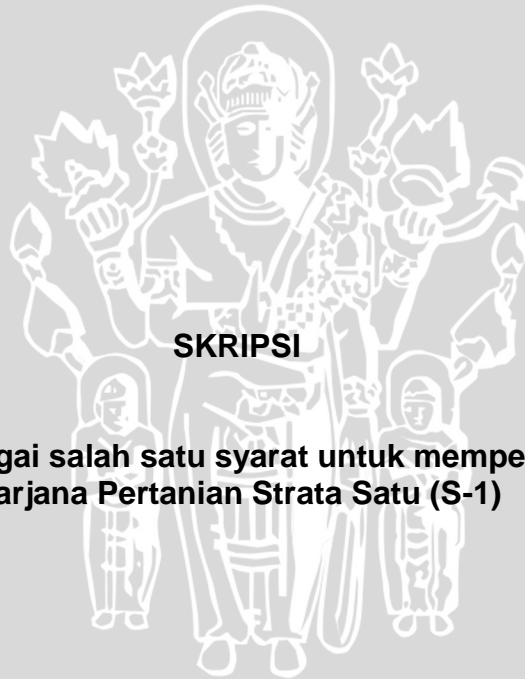 SKRIPSI
gai salah satu syarat untuk mempe
arjana Pertanian Strata Satu (S-1)